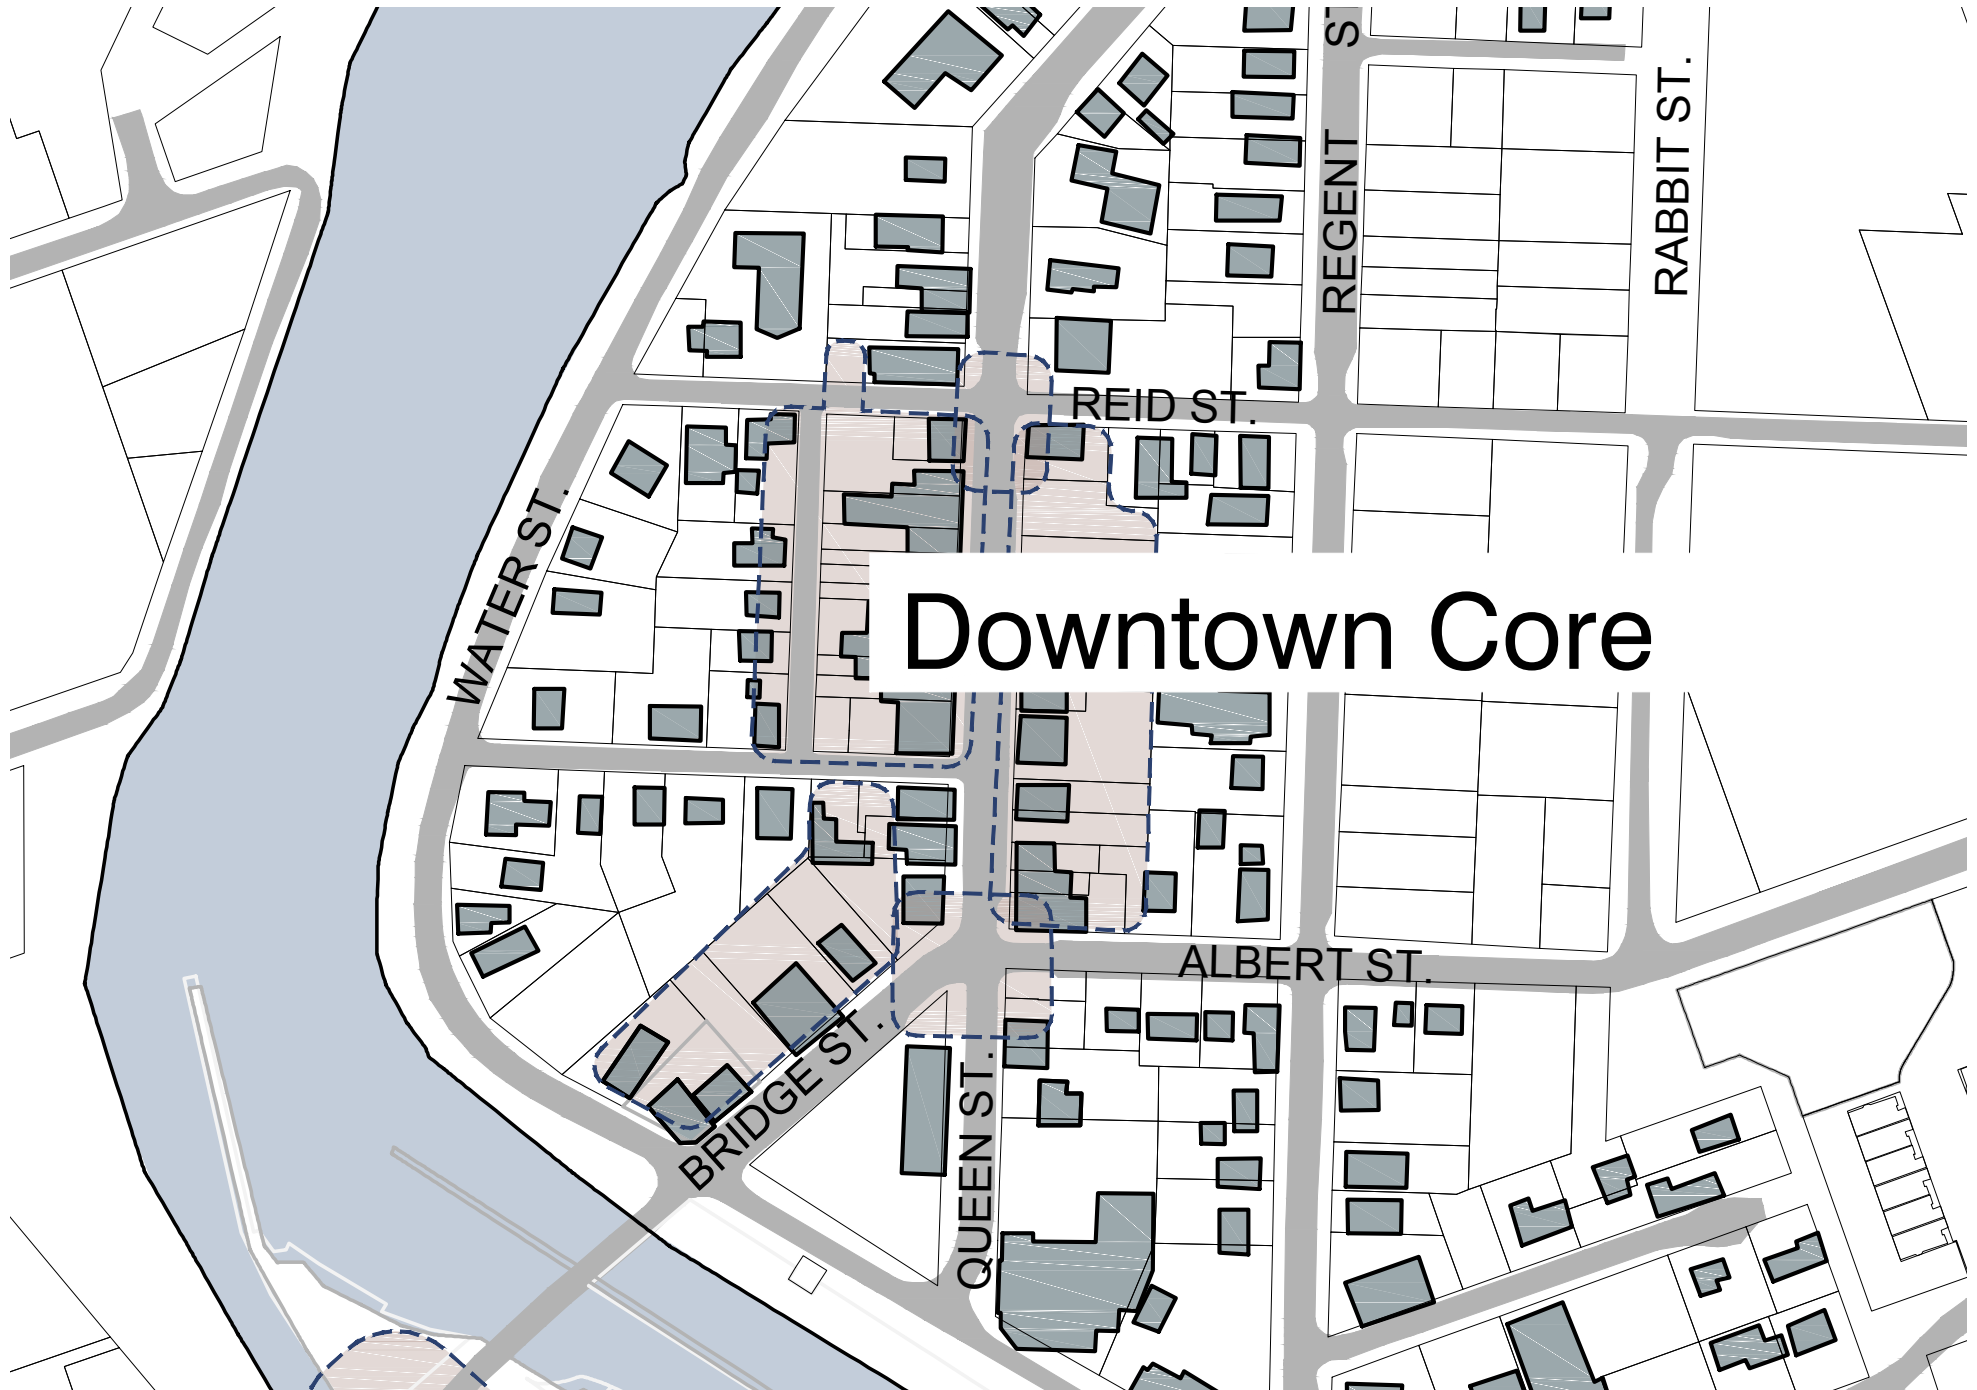 REGENT ST
RABBIT ST.
REID ST.
WATER ST.
Downtown Core
ALBERT ST.
BRIDGE ST.
QUEEN ST.